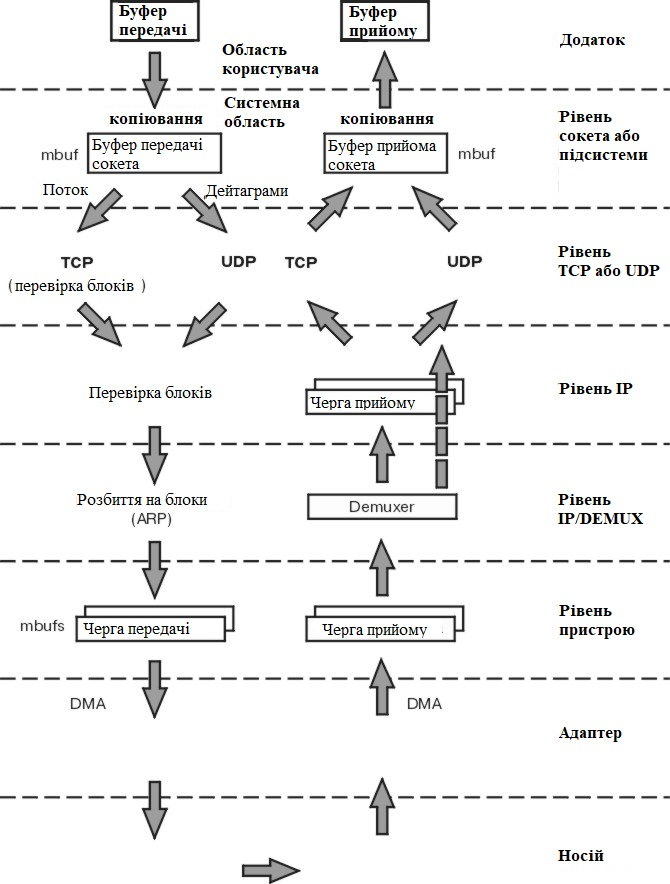 Буфер
передачі
Буфер
прийому
Додаток
Область
користувача
Системна
область
копіювання
копіювання
Рівень
сокета або
підсистеми
mbuf
Буфер передачі
сокета
Буфер прийома
сокета
mbuf
Поток
Дейтаграми
TCP
(перевірка блоків )
UDP
TCP
UDP
Рівень
TCP або UDP
Перевірка блоків
Черга прийому
Рівень IP
Розбиття на блоки
(ARP)
Demuxer
Рівень
IP/DEMUX
mbufs
Черга передачі
Черга прийому
Рівень
пристрою
DMA
DMA
Адаптер
Носій